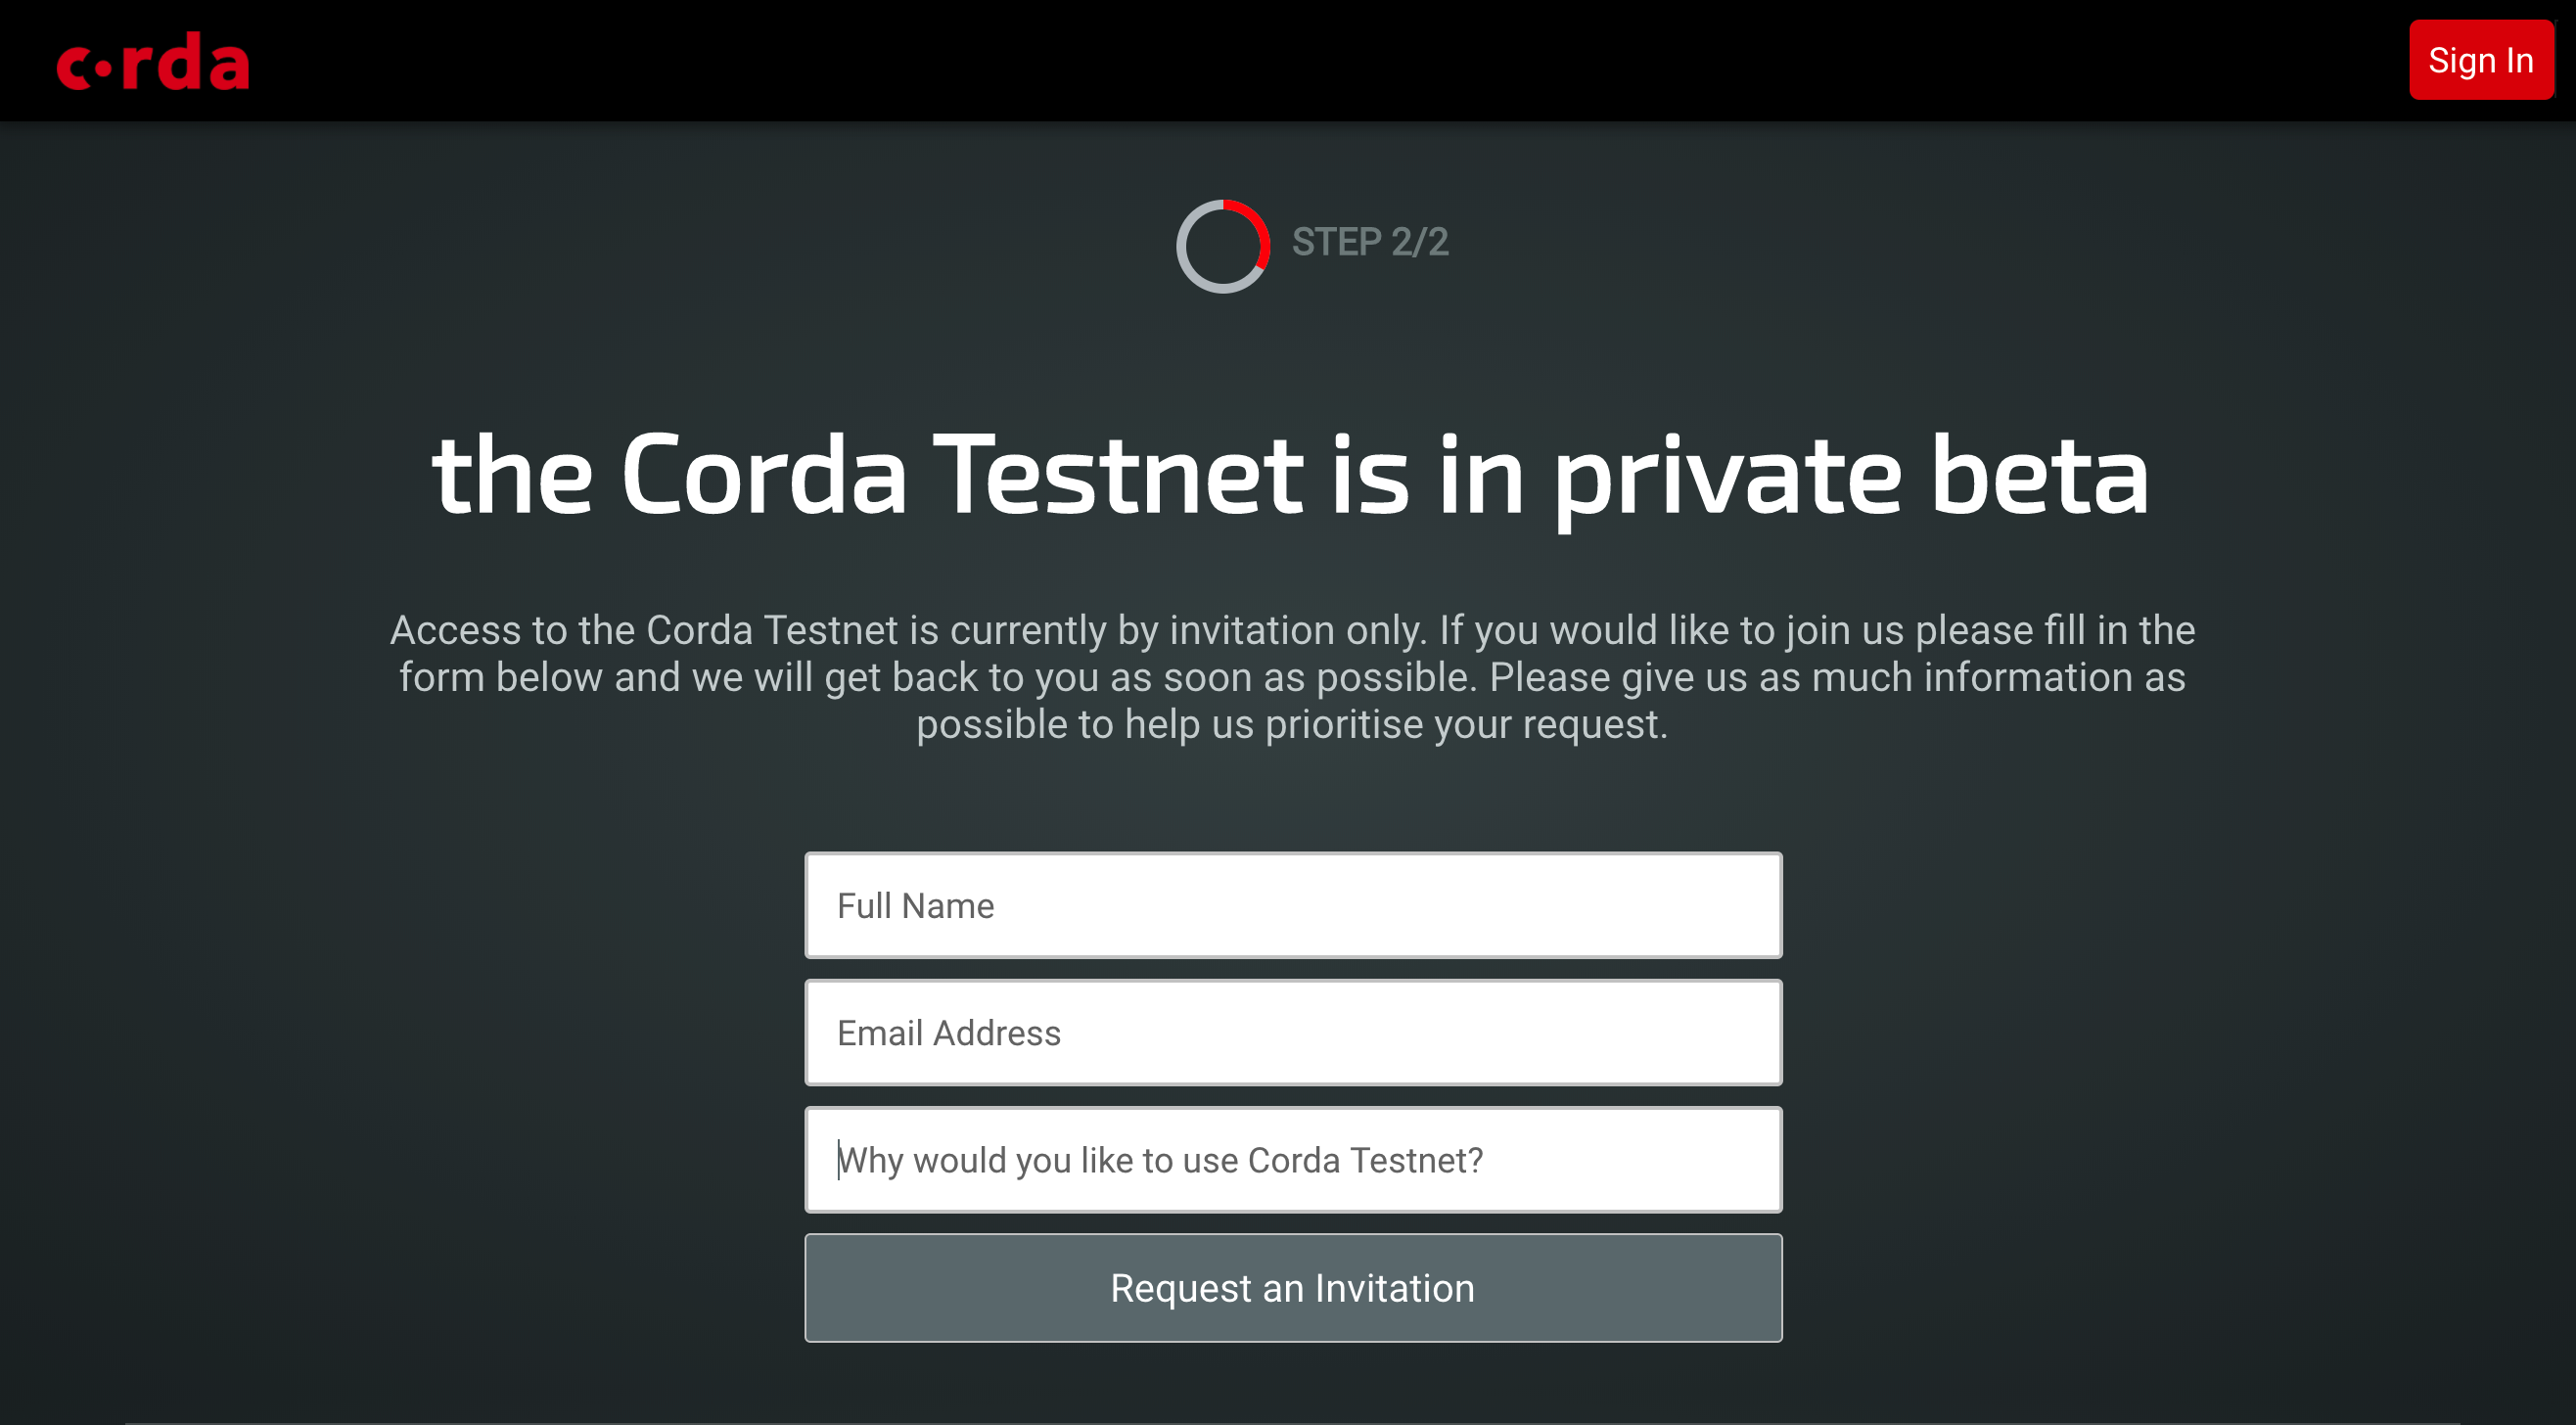 c•rda
Sign In
STEP 2/2
the Corda Testnet is in private beta
Access to the Corda Testnet is currently by invitation only. If you would like to join us please fill in the
form below and we will get back to you as soon as possible. Please give us as much information as
possible to help us prioritise your request.
Full Name
Email Address
Why would you like to use Corda Testnet?
Request an Invitation